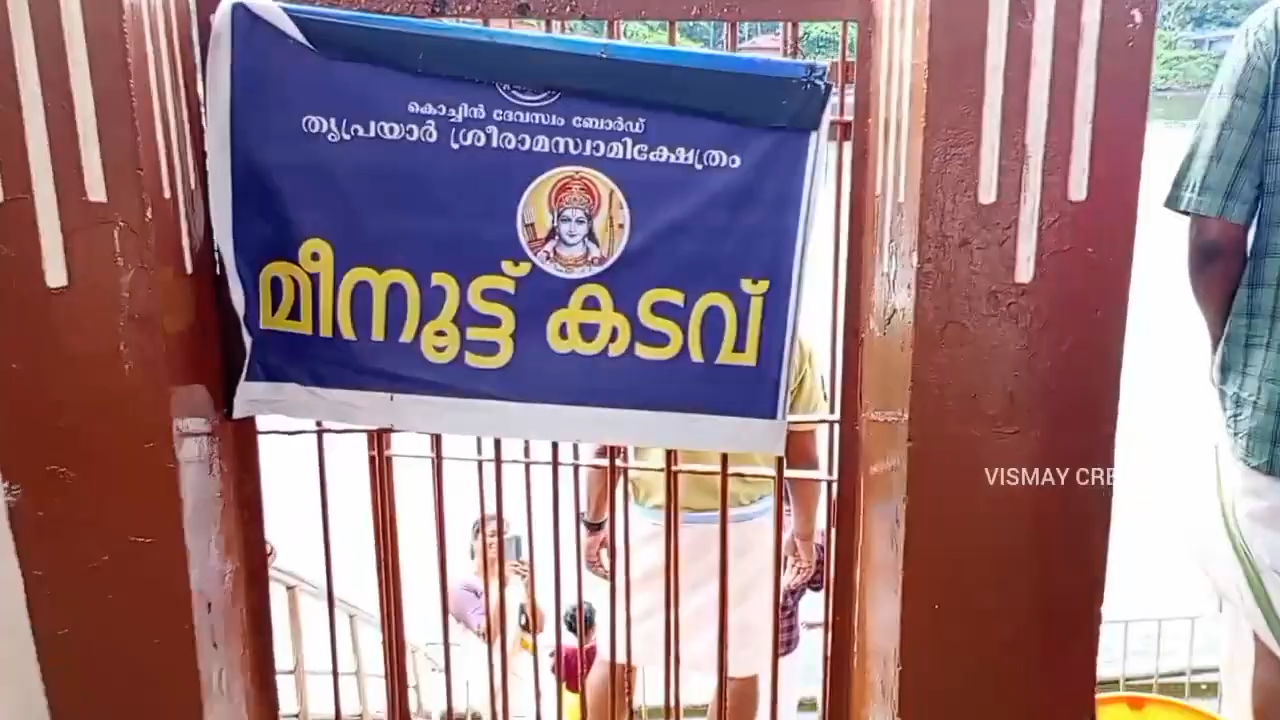 കൊച്ചിൻ ദേവസ്വം ബോർഡ്
തൃപ്രയാർ ശ്രീരാമസ്വാമിക്ഷേത്രം
മീനൂട്ട് കടവ്
VISMAY CRE